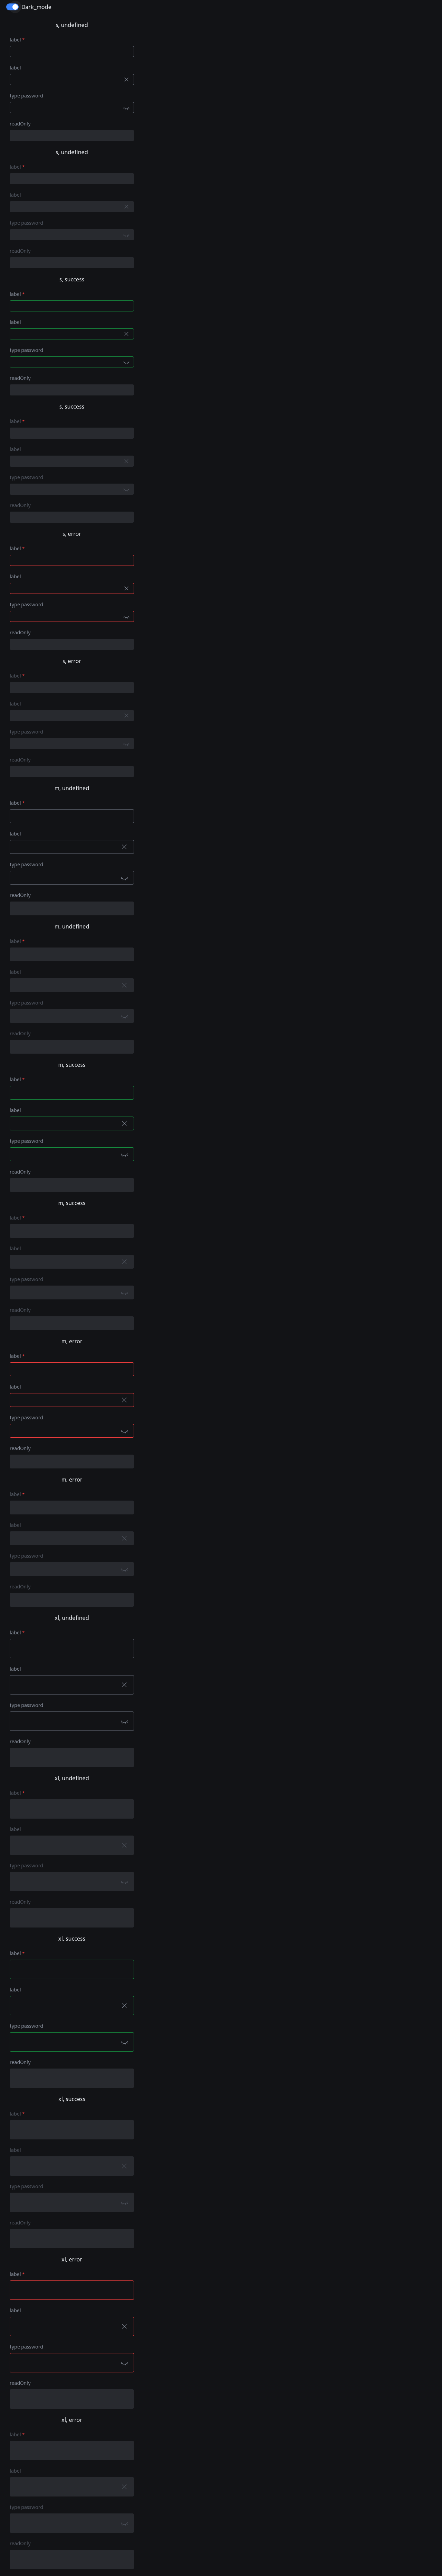 Dark_mode
s, undefined
label *
label
type password
readOnly
s, undefined
label *
label
type password
readOnly
s, success
label *
label
type password
readOnly
s, success
label *
label
type password
readOnly
s, error
label *
label
type password
readOnly
s, error
label *
label
type password
readOnly
m, undefined
label *
label
type password
readOnly
m, undefined
label *
label
type password
readOnly
m, success
label *
label
type password
readOnly
m, success
label *
label
type password
readOnly
m, error
label *
label
type password
readOnly
m, error
label *
label
type password
readOnly
xl, undefined
label *
label
type password
readOnly
xl, undefined
label *
label
type password
readOnly
xl, success
label *
label
type password
readOnly
xl, success
label *
label
type password
readOnly
xl, error
label *
label
type password
readOnly
xl, error
label *
label
type password
readOnly